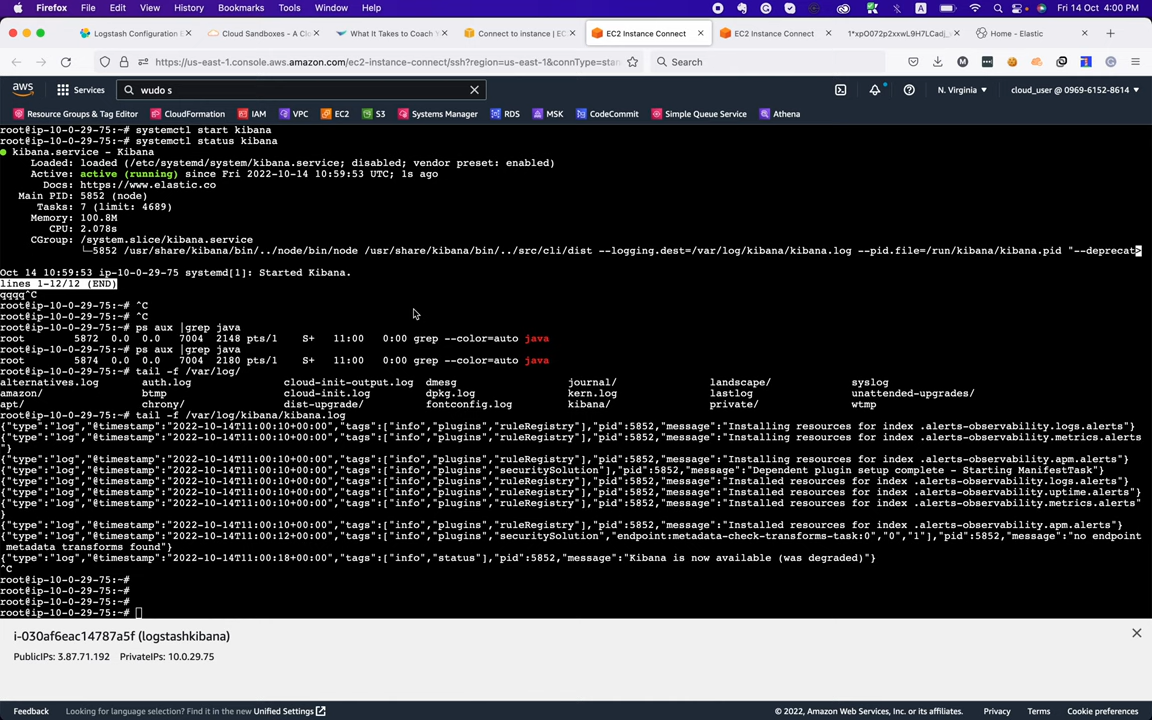 Firefox File Edit View History Bookmarks Tools Window Help Fri 14 Oct 4:00 PM
Logstash Configuration E Cloud Sandboxes - A Cl What It Takes to Coach Connect to instance | EC EC2 Instance Connect EC2 Instance Connect 1*xpO072p2xxwL9H7LCadj_ Home - Elastic
https://us-east-1.console.aws.amazon.com/ec2-instance-connect/ssh?region=us-east-1&connType=stan Search
aws Services wudo s N. Virginia cloud_user @ 0969-6152-8614
Resource Groups & Tag Editor CloudFormation IAM VPC EC2 S3 Systems Manager RDS MSK CodeCommit Simple Queue Service Athena
root@ip-10-0-29-75:~# systemctl start kibana
root@ip-10-0-29-75:~# systemctl status kibana
● kibana.service - Kibana
Loaded: loaded (/etc/systemd/system/kibana.service; disabled; vendor preset: enabled)
Active: active (running) since Fri 2022-10-14 10:59:53 UTC; 1s ago
Docs: https://www.elastic.co
Main PID: 5852 (node)
Tasks: 7 (limit: 4689)
Memory: 100.8M
CPU: 2.078s
CGroup: /system.slice/kibana.service
└─5852 /usr/share/kibana/bin/../node/bin/node /usr/share/kibana/bin/../src/cli/dist --logging.dest=/var/log/kibana/kibana.log --pid.file=/run/kibana/kibana.pid "--deprecat>
Oct 14 10:59:53 ip-10-0-29-75 systemd[1]: Started Kibana.
lines 1-12/12 (END)
qqqq^C
root@ip-10-0-29-75:~# ^C
root@ip-10-0-29-75:~# ^C
root@ip-10-0-29-75:~# ps aux |grep java
root 5872 0.0 0.0 7004 2148 pts/1 S+ 11:00 0:00 grep --color=auto java
root@ip-10-0-29-75:~# ps aux |grep java
root 5874 0.0 0.0 7004 2180 pts/1 S+ 11:00 0:00 grep --color=auto java
root@ip-10-0-29-75:~# tail -f /var/log/
alternatives.log auth.log cloud-init-output.log dmesg journal/ landscape/ syslog
amazon/ btmp cloud-init.log dpkg.log kern.log lastlog unattended-upgrades/
apt/ chrony/ dist-upgrade/ fontconfig.log kibana/ private/ wtmp
root@ip-10-0-29-75:~# tail -f /var/log/kibana/kibana.log
{"type":"log","@timestamp":"2022-10-14T11:00:10+00:00","tags":["info","plugins","ruleRegistry"],"pid":5852,"message":"Installing resources for index .alerts-observability.logs.alerts"}
{"type":"log","@timestamp":"2022-10-14T11:00:10+00:00","tags":["info","plugins","ruleRegistry"],"pid":5852,"message":"Installing resources for index .alerts-observability.metrics.alerts
"}
{"type":"log","@timestamp":"2022-10-14T11:00:10+00:00","tags":["info","plugins","ruleRegistry"],"pid":5852,"message":"Installing resources for index .alerts-observability.apm.alerts"}
{"type":"log","@timestamp":"2022-10-14T11:00:10+00:00","tags":["info","plugins","securitySolution"],"pid":5852,"message":"Dependent plugin setup complete - Starting ManifestTask"}
{"type":"log","@timestamp":"2022-10-14T11:00:10+00:00","tags":["info","plugins","ruleRegistry"],"pid":5852,"message":"Installed resources for index .alerts-observability.logs.alerts"}
{"type":"log","@timestamp":"2022-10-14T11:00:10+00:00","tags":["info","plugins","ruleRegistry"],"pid":5852,"message":"Installed resources for index .alerts-observability.uptime.alerts"}
{"type":"log","@timestamp":"2022-10-14T11:00:10+00:00","tags":["info","plugins","ruleRegistry"],"pid":5852,"message":"Installed resources for index .alerts-observability.metrics.alerts"
}
{"type":"log","@timestamp":"2022-10-14T11:00:10+00:00","tags":["info","plugins","ruleRegistry"],"pid":5852,"message":"Installed resources for index .alerts-observability.apm.alerts"}
{"type":"log","@timestamp":"2022-10-14T11:00:12+00:00","tags":["info","plugins","securitySolution","endpoint:metadata-check-transforms-task:0","0","1"],"pid":5852,"message":"no endpoint
metadata transforms found"}
{"type":"log","@timestamp":"2022-10-14T11:00:18+00:00","tags":["info","status"],"pid":5852,"message":"Kibana is now available (was degraded)"}
^C
root@ip-10-0-29-75:~#
root@ip-10-0-29-75:~#
root@ip-10-0-29-75:~#
root@ip-10-0-29-75:~#
i-030af6eac14787a5f (logstashkibana)
PublicIPs: 3.87.71.192 PrivateIPs: 10.0.29.75
Feedback Looking for language selection? Find it in the new Unified Settings © 2022, Amazon Web Services, Inc. or its affiliates. Privacy Terms Cookie preferences